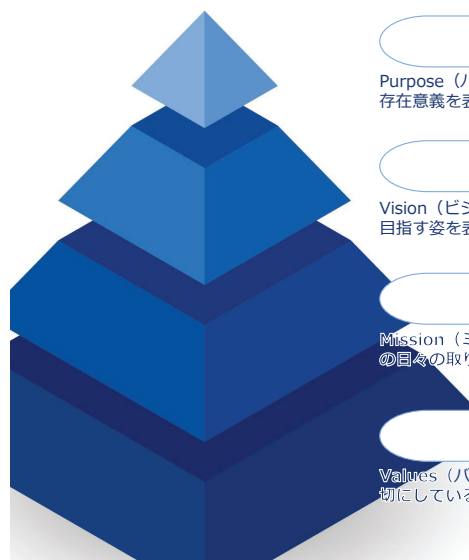 Purpose（パ
存在意義を表
Vision（ビジ
目指す姿を表
Mission（ミ
の日々の取り
Values（バ
切にしている